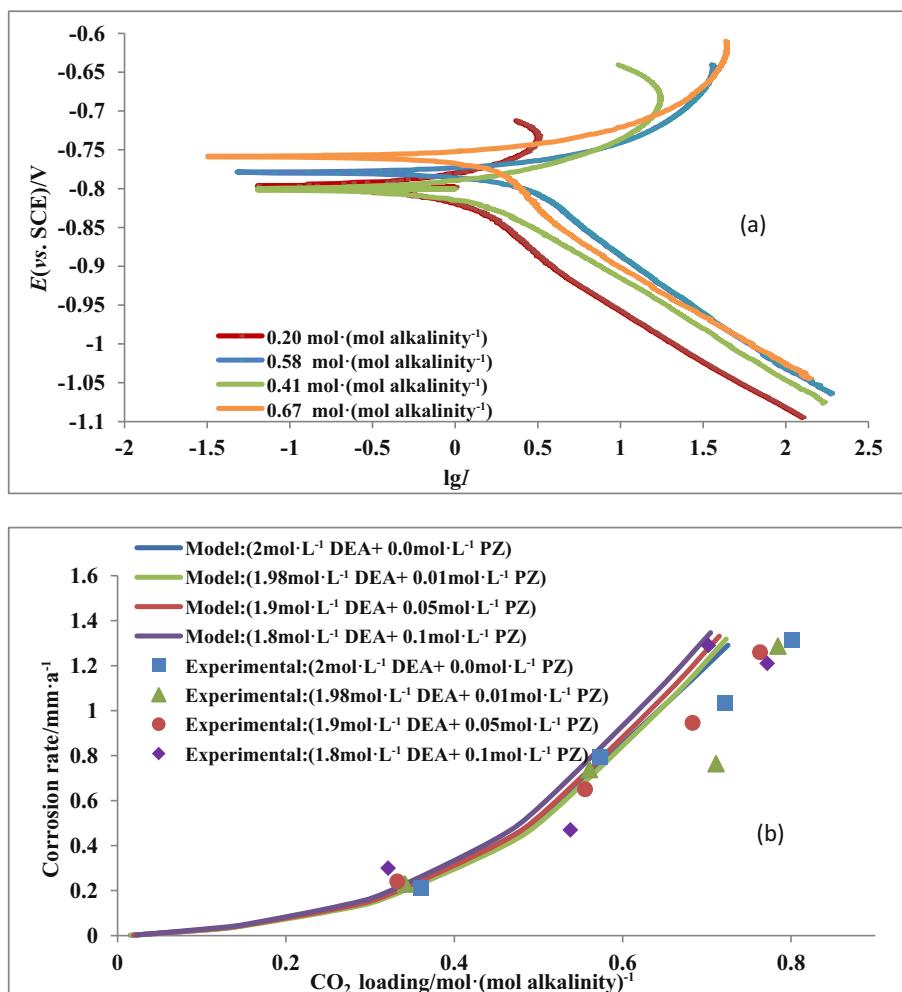 -0.6
-0.65
-0.7
-0.75
-0.8
-0.85
-0.9
-0.95
-1
-1.05
-1.1
E(vs. SCE)/V
(a)
0.20 mol·(mol alkalinity⁻¹)
0.58 mol·(mol alkalinity⁻¹)
0.41 mol·(mol alkalinity⁻¹)
0.67 mol·(mol alkalinity⁻¹)
-2 -1.5 -1 -0.5 0 0.5 1 1.5 2 2.5
lgI
Model:(2mol·L⁻¹ DEA+ 0.0mol·L⁻¹ PZ)
Model:(1.98mol·L⁻¹ DEA+ 0.01mol·L⁻¹ PZ)
Model:(1.9mol·L⁻¹ DEA+ 0.05mol·L⁻¹ PZ)
Model:(1.8mol·L⁻¹ DEA+ 0.1mol·L⁻¹ PZ)
Experimental:(2mol·L⁻¹ DEA+ 0.0mol·L⁻¹ PZ)
Experimental:(1.98mol·L⁻¹ DEA+ 0.01mol·L⁻¹ PZ)
Experimental:(1.9mol·L⁻¹ DEA+ 0.05mol·L⁻¹ PZ)
Experimental:(1.8mol·L⁻¹ DEA+ 0.1mol·L⁻¹ PZ)
1.6
1.4
1.2
1
0.8
0.6
0.4
0.2
0
Corrosion rate/mm·a⁻¹
(b)
0 0.2 0.4 0.6 0.8
CO₂ loading/mol·(mol alkalinity)⁻¹